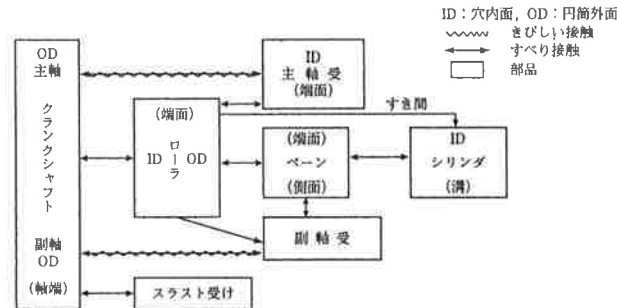 ID：穴内面，OD：円筒外面
きびしい接触
すべり接触
部品
OD
主軸
クランクシャフト
副軸
OD
(軸端)
ID
主軸受
(端面)
(端面)
ローラ
ID OD
すき間
(端面)
ベーン
(側面)
ID
シリンダ
(溝)
副軸受
スラスト受け